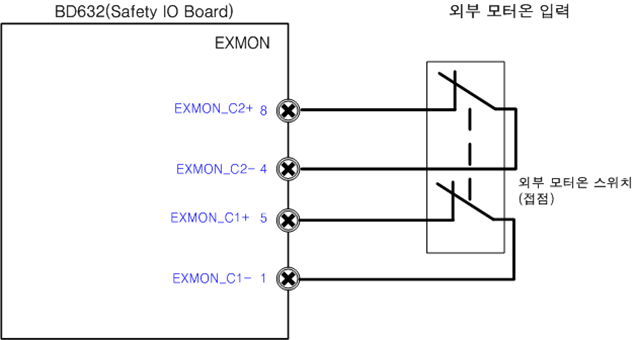 BD632(Safety IO Board)
외부 모터온 입력
EXMON
EXMON_C2+ 8
EXMON_C2- 4
EXMON_C1+ 5
EXMON_C1- 1
외부 모터온 스위치
(접점)